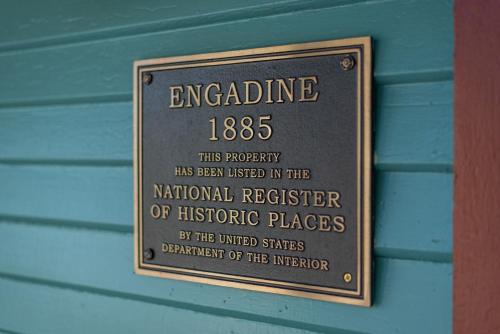 ENGADINE
1885
THIS PROPERTY
HAS BEEN LISTED IN THE
NATIONAL REGISTER
OF HISTORIC PLACES
BY THE UNITED STATES
DEPARTMENT OF THE INTERIOR